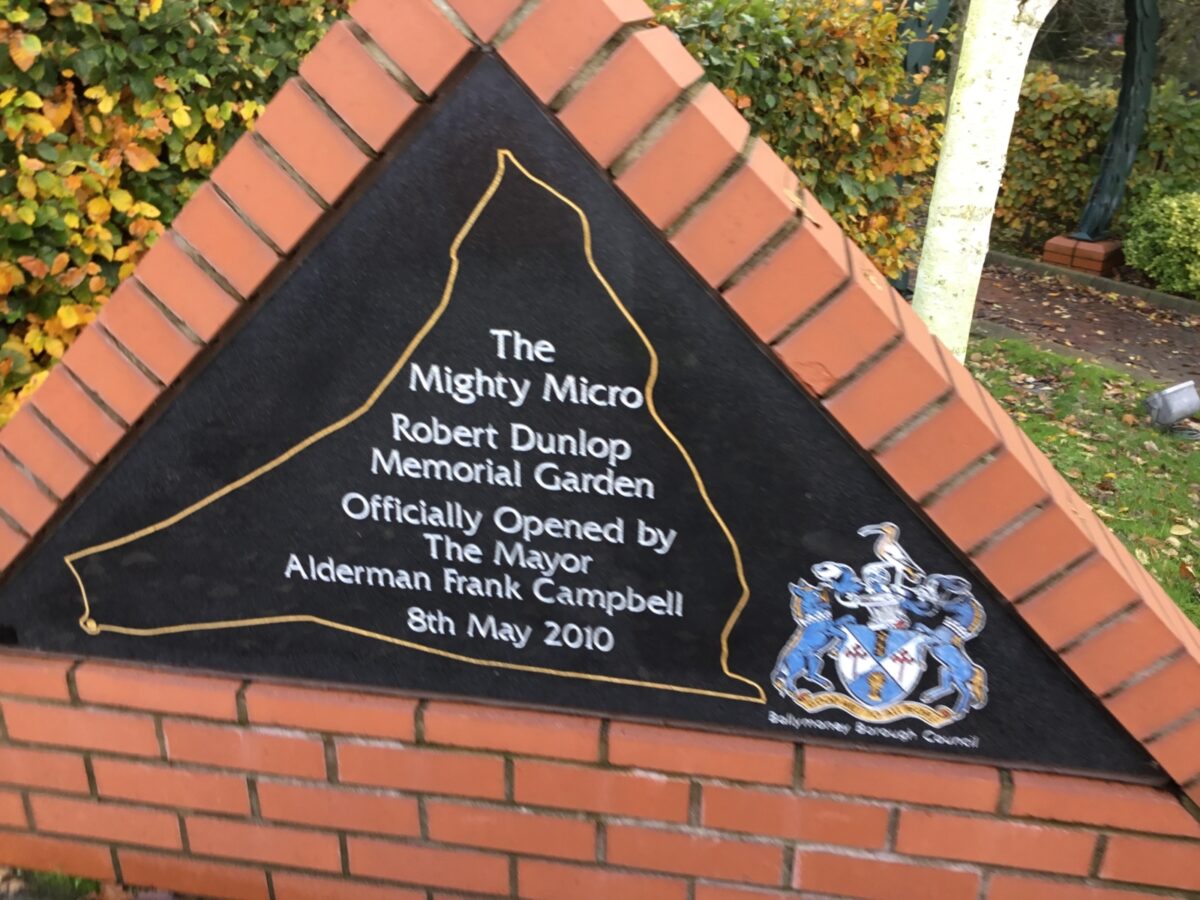 The
Mighty Micro
Robert Dunlop
Memorial Garden
Officially Opened by
The Mayor
Alderman Frank Campbell
8th May 2010
Ballymoney Borough Council